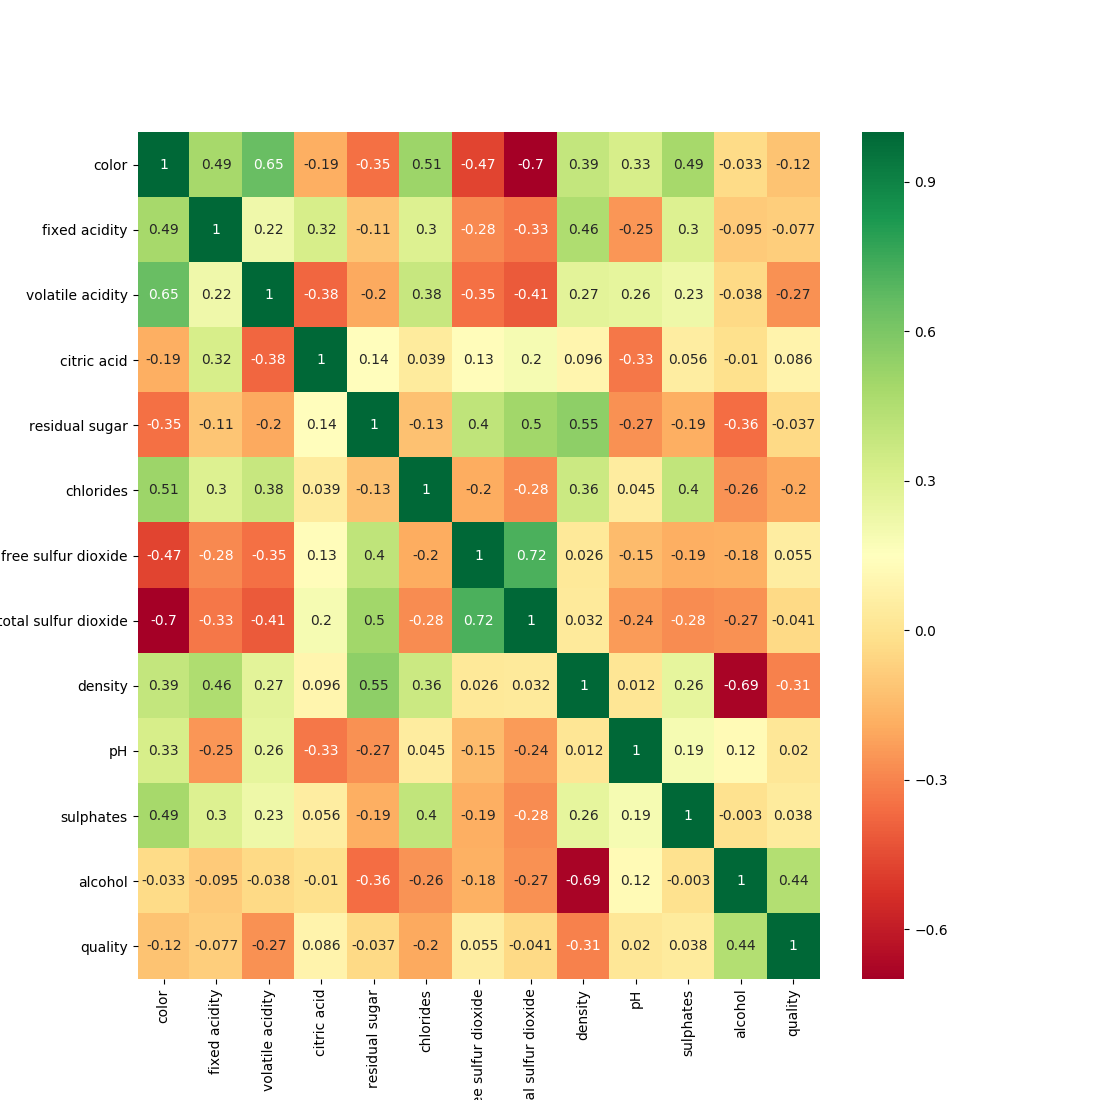 color 1 0.49 0.65 -0.19 -0.35 0.51 -0.47 -0.7 0.39 0.33 0.49 -0.033 -0.12
fixed acidity 0.49 1 0.22 0.32 -0.11 0.3 -0.28 -0.33 0.46 -0.25 0.3 -0.095 -0.077
volatile acidity 0.65 0.22 1 -0.38 -0.2 0.38 -0.35 -0.41 0.27 0.26 0.23 -0.038 -0.27
citric acid -0.19 0.32 -0.38 1 0.14 0.039 0.13 0.2 0.096 -0.33 0.056 -0.01 0.086
residual sugar -0.35 -0.11 -0.2 0.14 1 -0.13 0.4 0.5 0.55 -0.27 -0.19 -0.36 -0.037
chlorides 0.51 0.3 0.38 0.039 -0.13 1 -0.2 -0.28 0.36 0.045 0.4 -0.26 -0.2
free sulfur dioxide -0.47 -0.28 -0.35 0.13 0.4 -0.2 1 0.72 0.026 -0.15 -0.19 -0.18 0.055
total sulfur dioxide -0.7 -0.33 -0.41 0.2 0.5 -0.28 0.72 1 0.032 -0.24 -0.28 -0.27 -0.041
density 0.39 0.46 0.27 0.096 0.55 0.36 0.026 0.032 1 0.012 0.26 -0.69 -0.31
pH 0.33 -0.25 0.26 -0.33 -0.27 0.045 -0.15 -0.24 0.012 1 0.19 0.12 0.02
sulphates 0.49 0.3 0.23 0.056 -0.19 0.4 -0.19 -0.28 0.26 0.19 1 -0.003 0.038
alcohol -0.033 -0.095 -0.038 -0.01 -0.36 -0.26 -0.18 -0.27 -0.69 0.12 -0.003 1 0.44
quality -0.12 -0.077 -0.27 0.086 -0.037 -0.2 0.055 -0.041 -0.31 0.02 0.038 0.44 1
color
fixed acidity
volatile acidity
citric acid
residual sugar
chlorides
ee sulfur dioxide
al sulfur dioxide
density
pH
sulphates
alcohol
quality
0.9
0.6
0.3
0.0
−0.3
−0.6